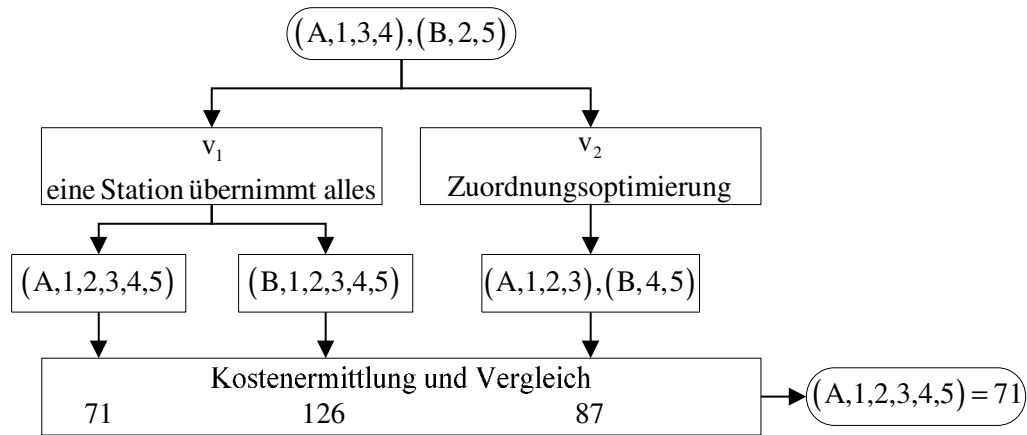 (A,1,3,4),(B,2,5)
v₁
eine Station übernimmt alles
v₂
Zuordnungsoptimierung
(A,1,2,3,4,5)
(B,1,2,3,4,5)
(A,1,2,3),(B,4,5)
Kostenermittlung und Vergleich
71 126 87
(A,1,2,3,4,5) = 71